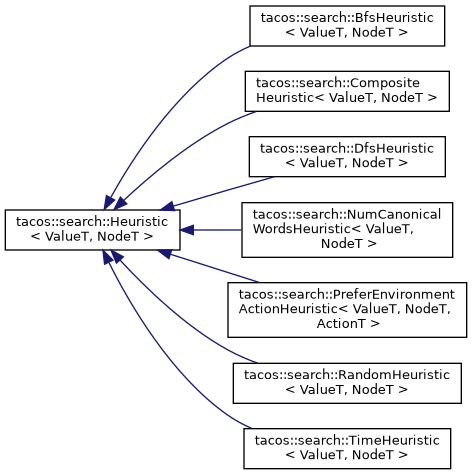 tacos::search::BfsHeuristic
< ValueT, NodeT >
tacos::search::Composite
Heuristic< ValueT, NodeT >
tacos::search::DfsHeuristic
< ValueT, NodeT >
tacos::search::Heuristic
< ValueT, NodeT >
tacos::search::NumCanonical
WordsHeuristic< ValueT,
NodeT >
tacos::search::PreferEnvironment
ActionHeuristic< ValueT, NodeT,
ActionT >
tacos::search::RandomHeuristic
< ValueT, NodeT >
tacos::search::TimeHeuristic
< ValueT, NodeT >